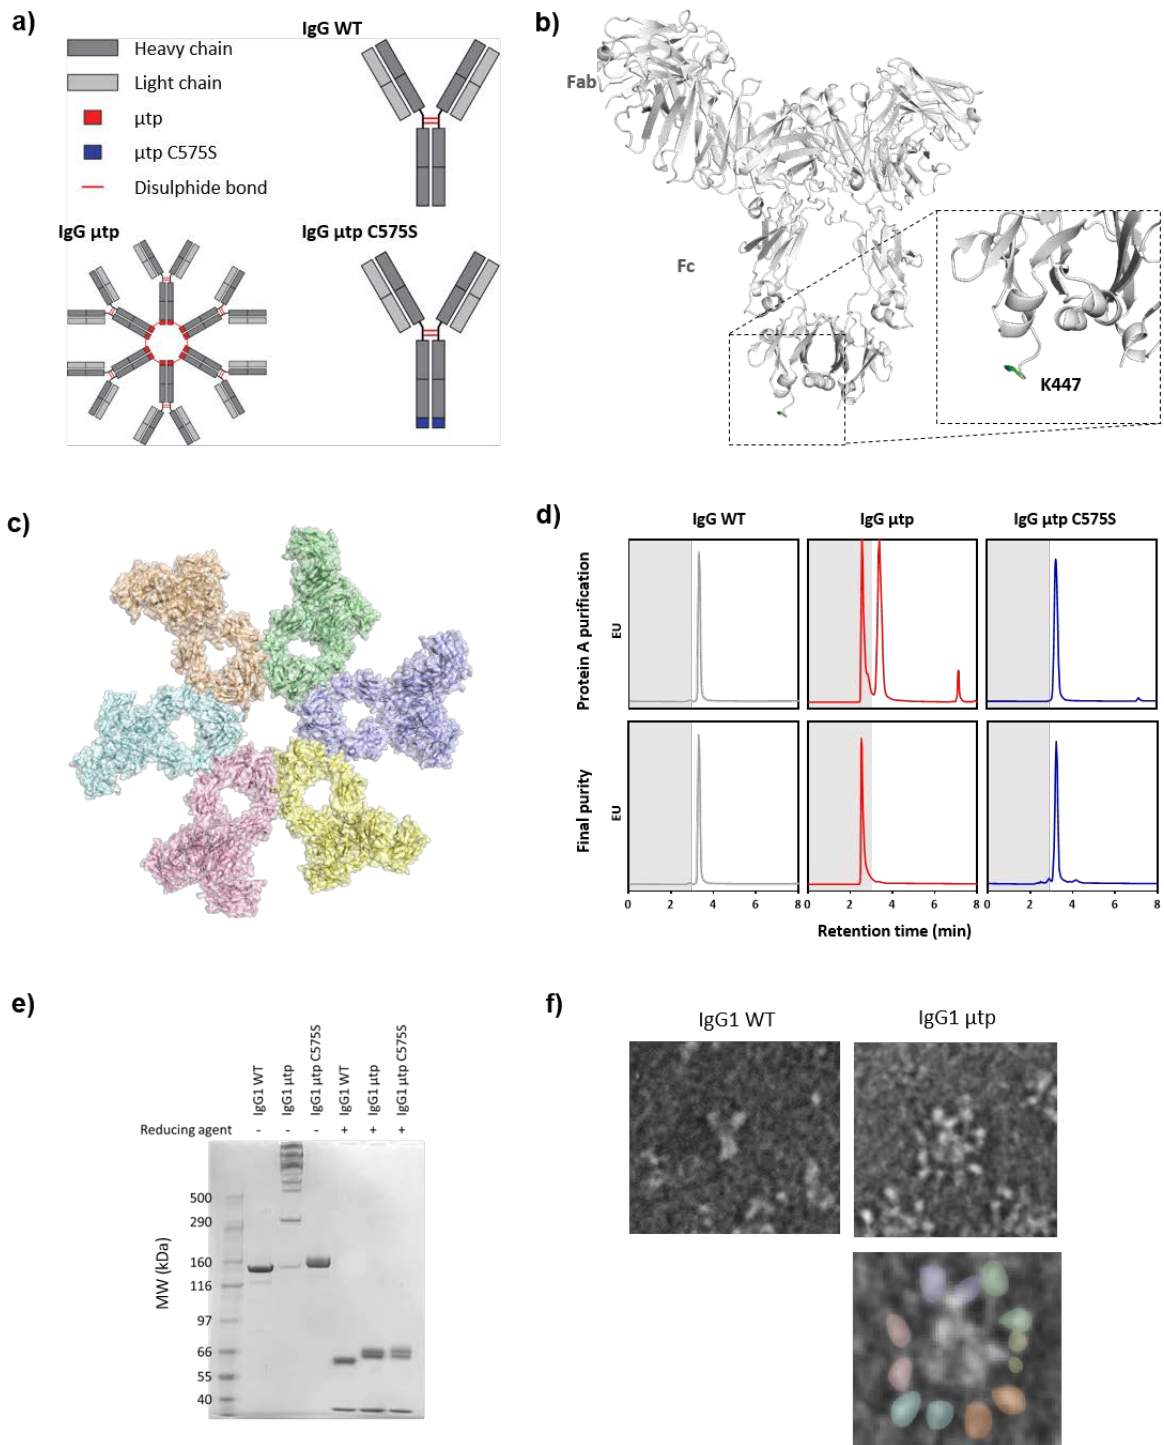 a)
IgG WT
Heavy chain
Light chain
μtp
μtp C575S
Disulphide bond
IgG μtp
IgG μtp C575S
b)
Fab
Fc
K447
c)
d)
IgG WT
IgG μtp
IgG μtp C575S
Protein A purification
EU
Final purity
EU
0 2 4 6 8 0 2 4 6 8 0 2 4 6 8
Retention time (min)
e)
IgG1 WT
IgG1 μtp
IgG1 μtp C575S
IgG1 WT
IgG1 μtp
IgG1 μtp C575S
Reducing agent - - - + + +
MW (kDa)
500
290
160
116
97
66
55
40
f)
IgG1 WT
IgG1 μtp